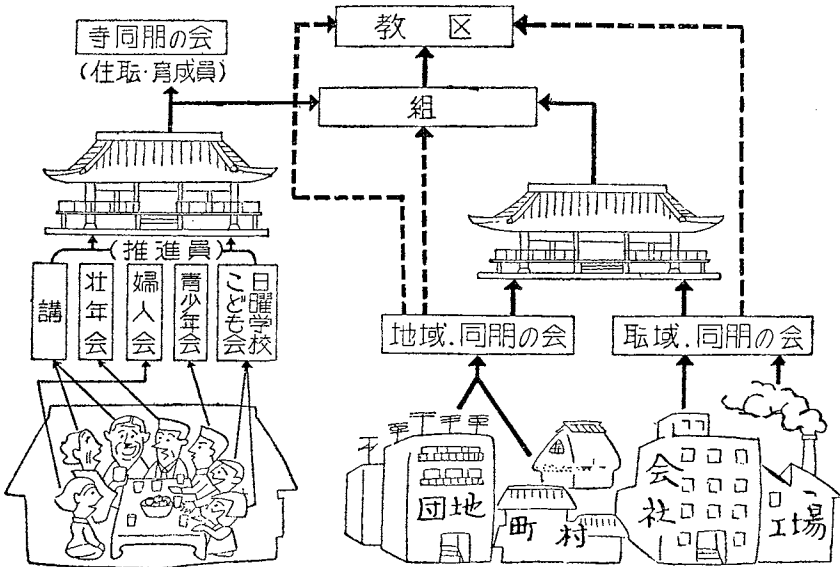 寺同朋の会
(住耺・育成員)
教区
組
(推進員)
講
壮年会
婦人会
青少年会
日曜学校
こども会
地域.同朋の会
耺域.同朋の会
団地
町村
会社
工場